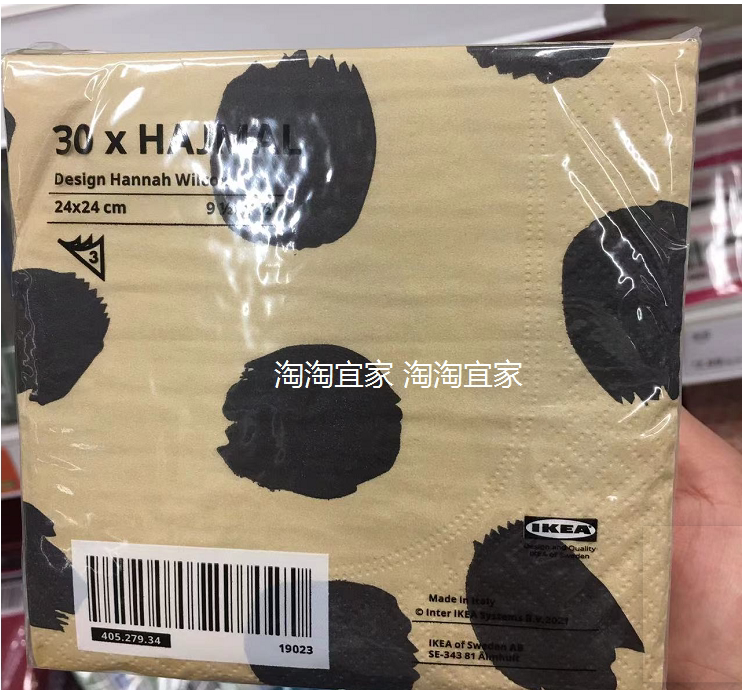 30 x HAJMAL
Design Hannah
24x24 cm
3
淘淘宜家 淘淘宜家
IKEA
Design and Quality
IKEA of Sweden
Made in Italy
© Inter IKEA Systems B.V. 2021
405.279.34
19023
IKEA of Sweden AB
SE-343 81 Älmhult